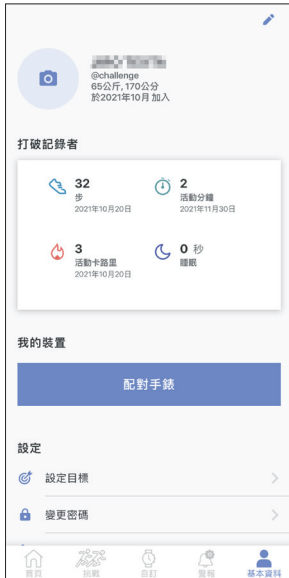 @challenge
65公斤, 170公分
於2021年10月 加入
打破記錄者
32
步
2021年10月20日
2
活動分鐘
2021年11月30日
3
活動卡路里
2021年10月20日
0 秒
睡眠
我的裝置
配對手錶
設定
設定目標
變更密碼
首頁
挑戰
自訂
警報
基本資料